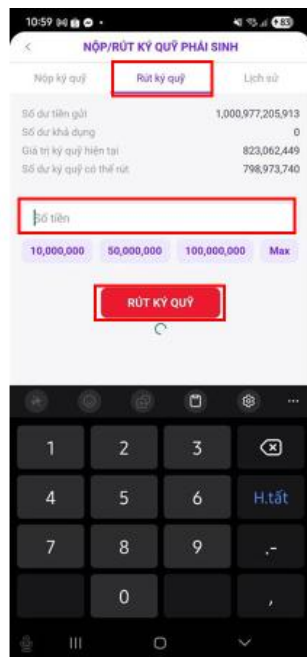 10:59
83
NỘP/RÚT KÝ QUỸ PHÁI SINH
Nộp ký quỹ Rút ký quỹ Lịch sử
Số dư tiền gửi 1,000,977,205,913
Số dư khả dụng 0
Giá trị ký quỹ hiện tại 823,062,449
Số dư ký quỹ có thể rút 798,973,740
Số tiền
10,000,000 50,000,000 100,000,000 Max
RÚT KÝ QUỸ
1 2 3
4 5 6 H.tất
7 8 9 .-
0 ,